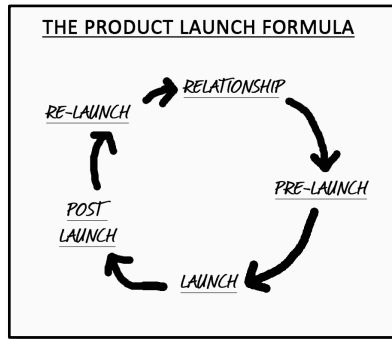 THE PRODUCT LAUNCH FORMULA
RELATIONSHIP
RE-LAUNCH
PRE-LAUNCH
POST
LAUNCH
LAUNCH